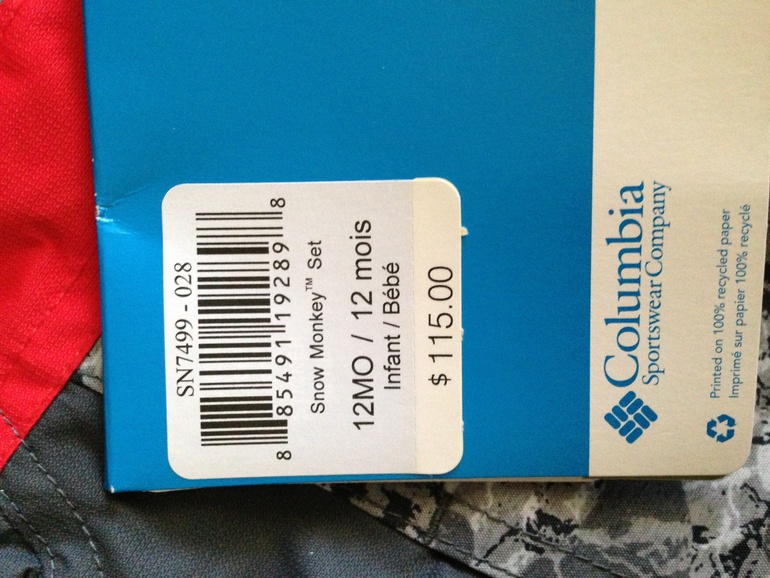 SN7499 - 028
8 85491 19289 8
Snow Monkey™ Set
12MO / 12 mois
Infant / Bébé
$115.00
Columbia
Sportswear Company
Printed on 100% recycled paper
Imprimé sur papier 100% recyclé